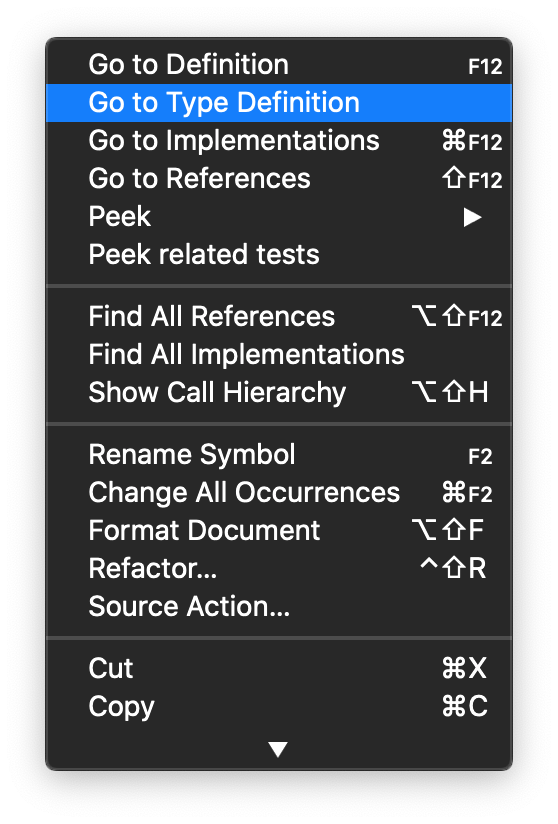 Go to Definition F12
Go to Type Definition
Go to Implementations ⌘F12
Go to References ⇧F12
Peek ▶
Peek related tests
Find All References ⌥⇧F12
Find All Implementations
Show Call Hierarchy ⌥⇧H
Rename Symbol F2
Change All Occurrences ⌘F2
Format Document ⌥⇧F
Refactor... ^⇧R
Source Action...
Cut ⌘X
Copy ⌘C
▼